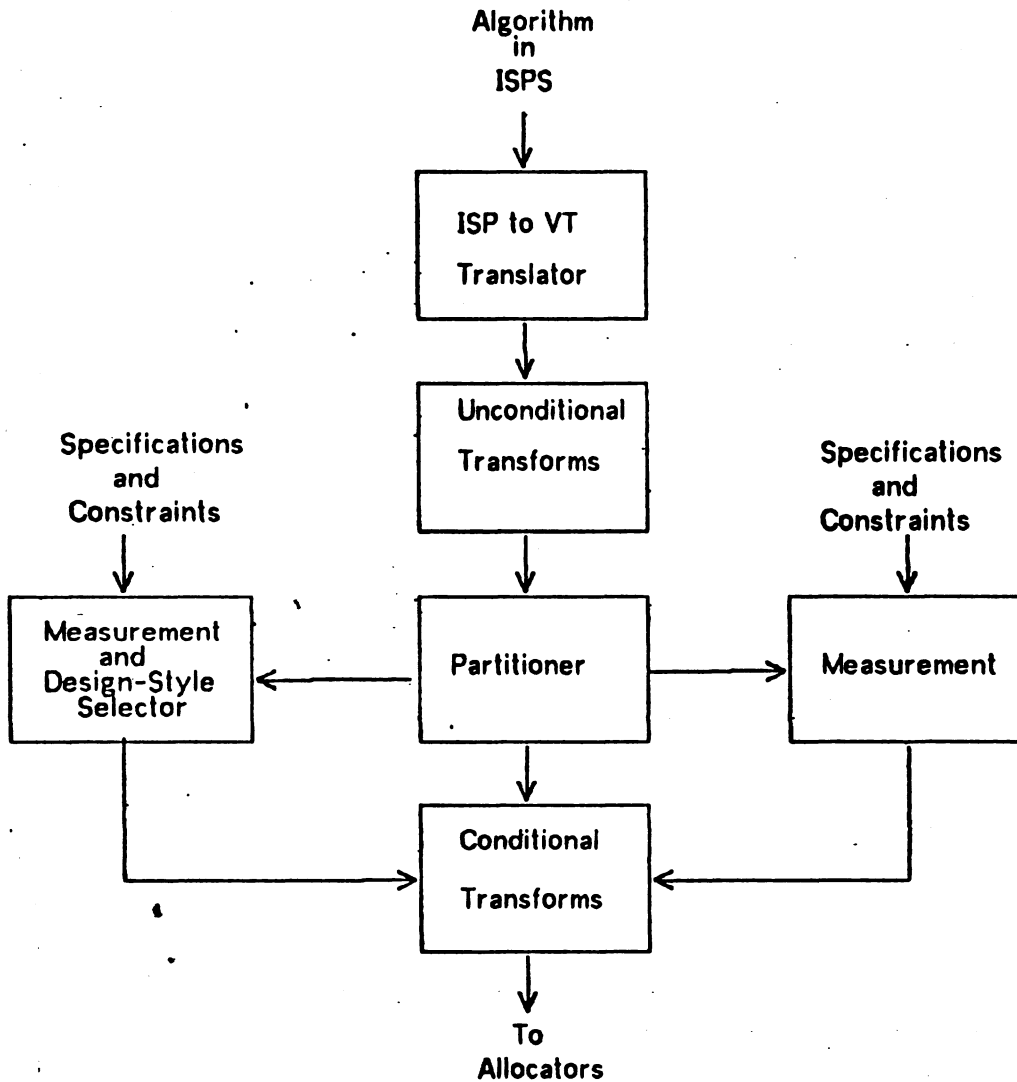 Algorithm
in
ISPS
ISP to VT
Translator
Unconditional
Transforms
Specifications
and
Constraints
Specifications
and
Constraints
Measurement
and
Design-Style
Selector
Partitioner
Measurement
Conditional
Transforms
To
Allocators